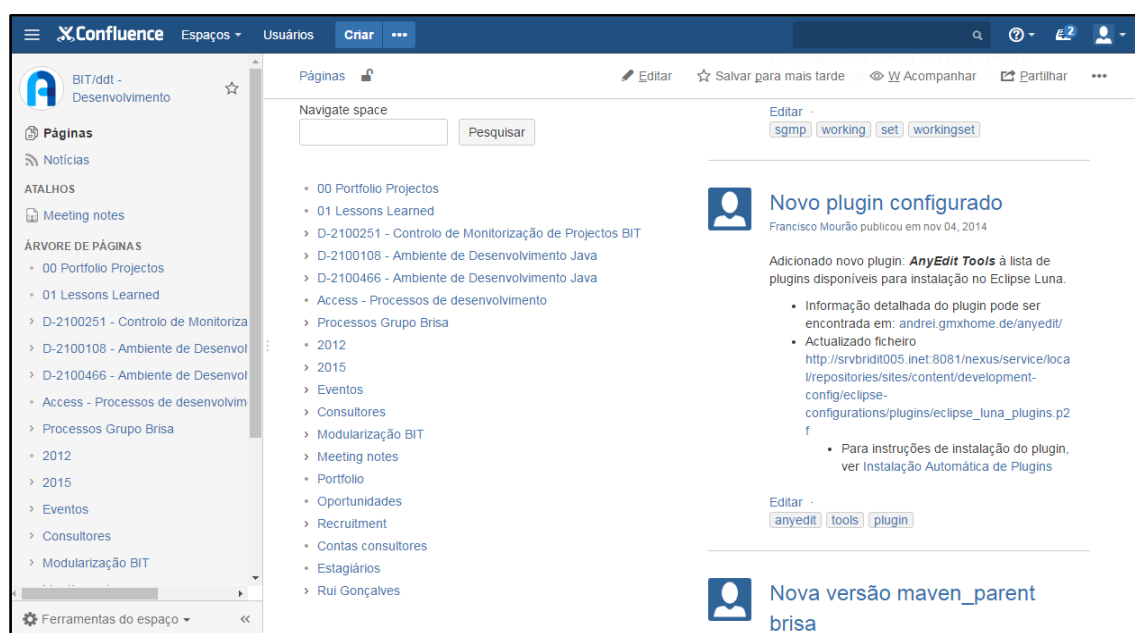 Confluence Espaços Usuários Criar ••• 2
BIT/ddt -
Desenvolvimento
Páginas
Notícias
ATALHOS
Meeting notes
ÁRVORE DE PÁGINAS
00 Portfolio Projectos
01 Lessons Learned
D-2100251 - Controlo de Monitoriza
D-2100108 - Ambiente de Desenvol
D-2100466 - Ambiente de Desenvol
Access - Processos de desenvolvim
Processos Grupo Brisa
2012
2015
Eventos
Consultores
Modularização BIT
Ferramentas do espaço
Páginas Editar Salvar para mais tarde W Acompanhar Partilhar •••
Navigate space
Pesquisar
00 Portfolio Projectos
01 Lessons Learned
D-2100251 - Controlo de Monitorização de Projectos BIT
D-2100108 - Ambiente de Desenvolvimento Java
D-2100466 - Ambiente de Desenvolvimento Java
Access - Processos de desenvolvimento
Processos Grupo Brisa
2012
2015
Eventos
Consultores
Modularização BIT
Meeting notes
Portfolio
Oportunidades
Recruitment
Contas consultores
Estagiários
Rui Gonçalves
Editar ·
sgmp working set workingset
Novo plugin configurado
Francisco Mourão publicou em nov 04, 2014
Adicionado novo plugin: AnyEdit Tools à lista de
plugins disponíveis para instalação no Eclipse Luna.
Informação detalhada do plugin pode ser
encontrada em: andrei.gmxhome.de/anyedit/
Actualizado ficheiro
http://srvbridit005.inet:8081/nexus/service/loca
l/repositories/sites/content/development-
config/eclipse-
configurations/plugins/eclipse_luna_plugins.p2
f
Para instruções de instalação do plugin,
ver Instalação Automática de Plugins
Editar ·
anyedit tools plugin
Nova versão maven_parent
brisa